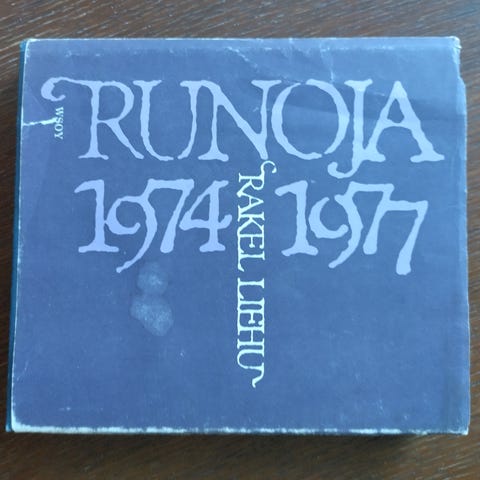 RUNOJA
1974 1977
RAKEL LIEHU
WSOY